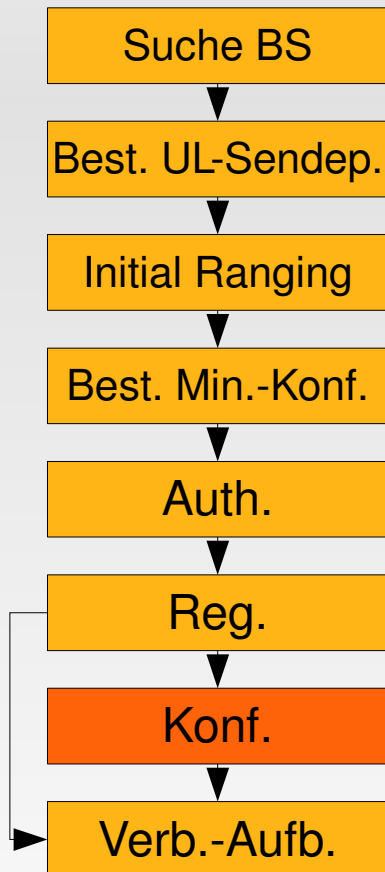 Suche BS
Best. UL-Sendep.
Initial Ranging
Best. Min.-Konf.
Auth.
Reg.
Konf.
Verb.-Aufb.